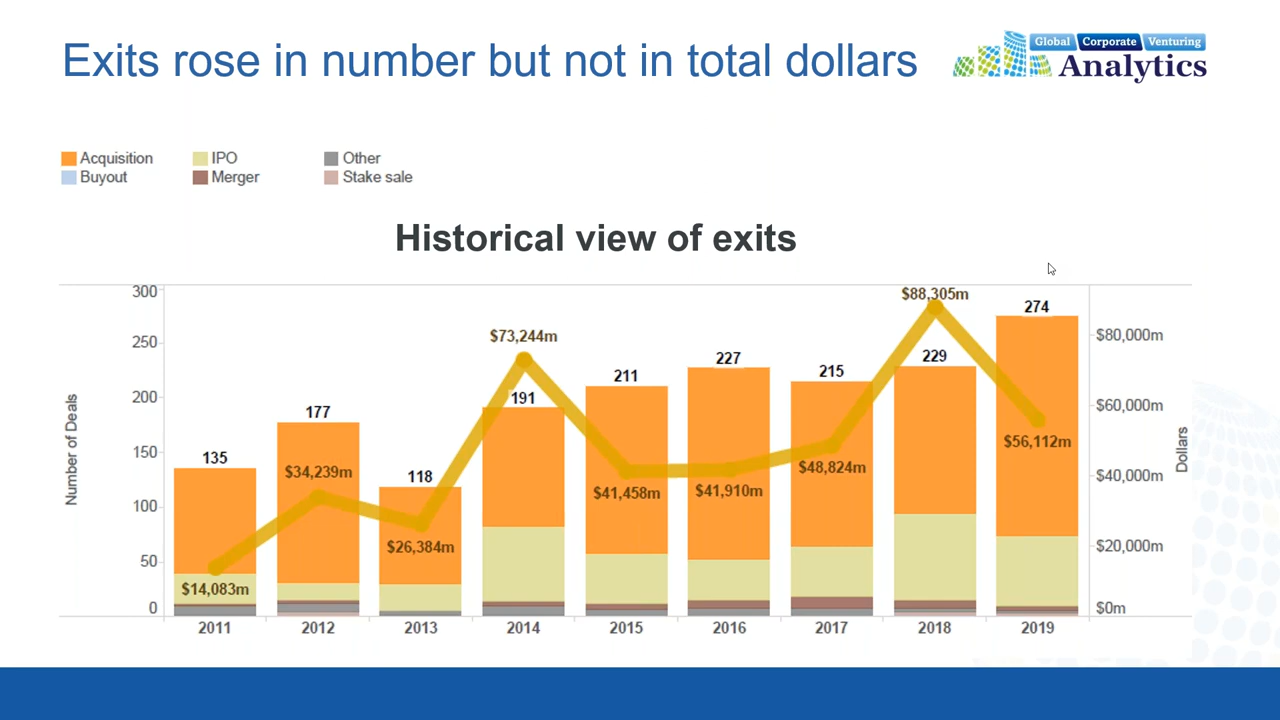 Exits rose in number but not in total dollars
Global Corporate Venturing
Analytics
Acquisition IPO Other
Buyout Merger Stake sale
Historical view of exits
Number of Deals
300
250
200
150
100
50
0
135
$14,083m
177
$34,239m
118
$26,384m
$73,244m
191
211
$41,458m
227
$41,910m
215
$48,824m
$88,305m
229
274
$56,112m
$80,000m
$60,000m
$40,000m
$20,000m
$0m
Dollars
2011 2012 2013 2014 2015 2016 2017 2018 2019